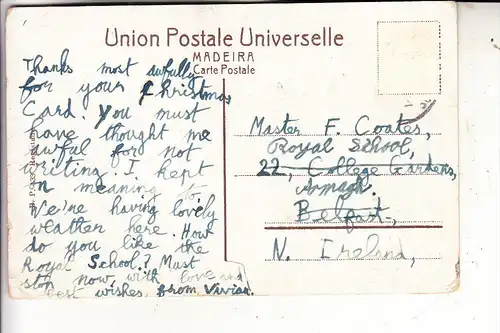 Union Postale Universelle
MADEIRA
Carte Postale
Thanks most awfully
for your Christmas
Card. You must
have thought me
awful for not
writing. I kept
on meaning to
We're having lovely
weather here. How
do you like the
Royal School? Must
stop now, with love and
best wishes, from Vivian.
Master F. Coates,
Royal School,
22, College Gardens,
Armagh.
Belfast,
N. Ireland,